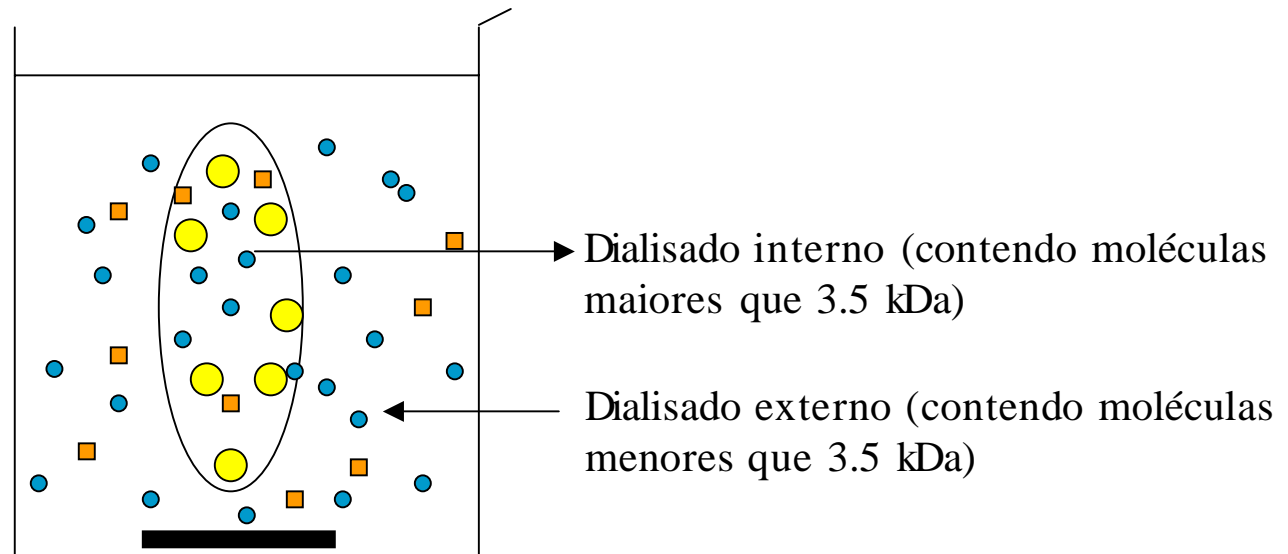 Dialisado interno (contendo moléculas
maiores que 3.5 kDa)
Dialisado externo (contendo moléculas
menores que 3.5 kDa)